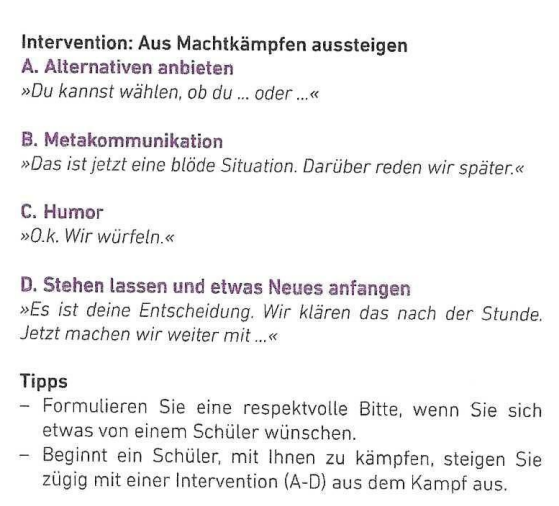 Intervention: Aus Machtkämpfen aussteigen
A. Alternativen anbieten
»Du kannst wählen, ob du ... oder ...«
B. Metakommunikation
»Das ist jetzt eine blöde Situation. Darüber reden wir später.«
C. Humor
»O.k. Wir würfeln.«
D. Stehen lassen und etwas Neues anfangen
»Es ist deine Entscheidung. Wir klären das nach der Stunde.
Jetzt machen wir weiter mit ...«
Tipps
– Formulieren Sie eine respektvolle Bitte, wenn Sie sich
etwas von einem Schüler wünschen.
– Beginnt ein Schüler, mit Ihnen zu kämpfen, steigen Sie
zügig mit einer Intervention (A-D) aus dem Kampf aus.